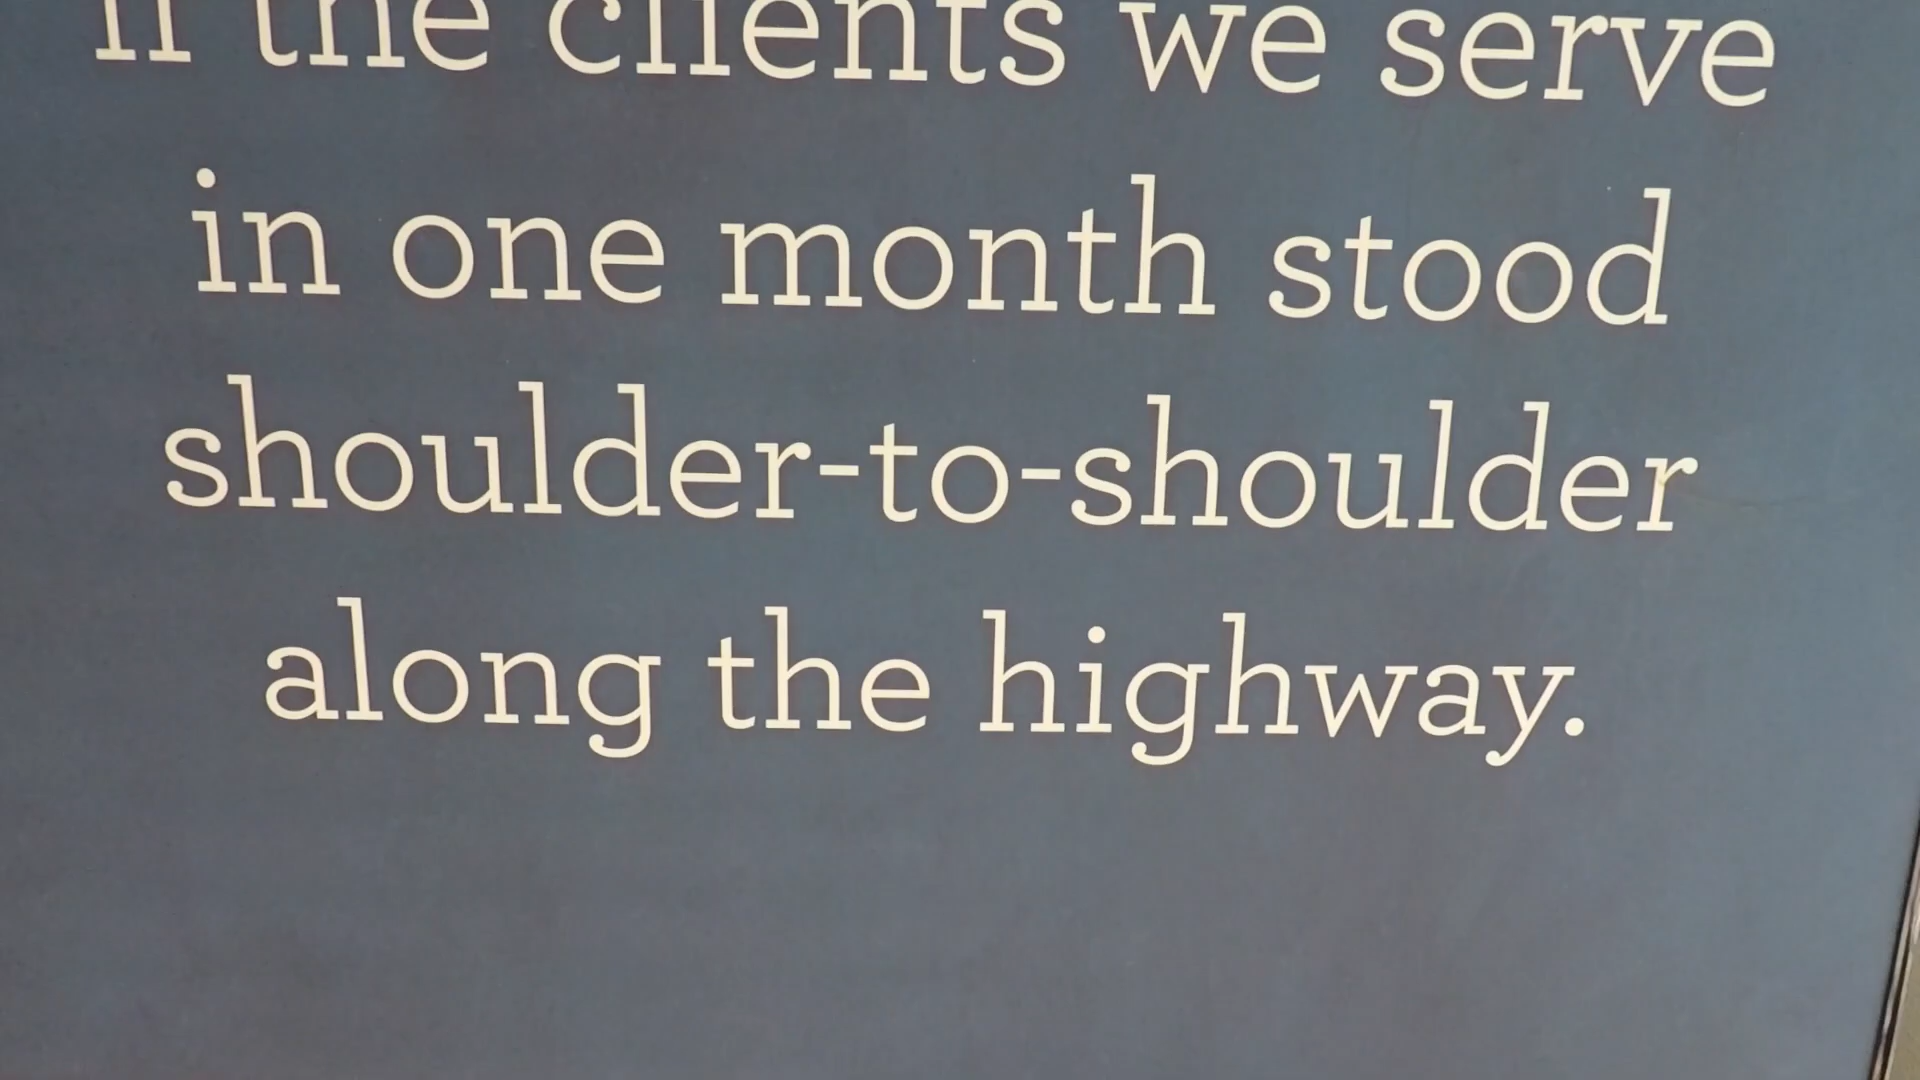 if the clients we serve
in one month stood
shoulder-to-shoulder
along the highway.